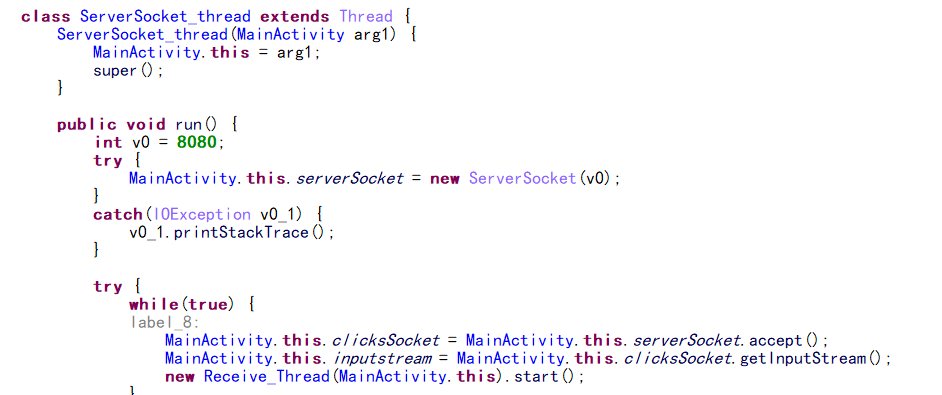 class ServerSocket_thread extends Thread {
ServerSocket_thread(MainActivity arg1) {
MainActivity.this = arg1;
super();
}
public void run() {
int v0 = 8080;
try {
MainActivity.this.serverSocket = new ServerSocket(v0);
}
catch(IOException v0_1) {
v0_1.printStackTrace();
}
try {
while(true) {
label_8:
MainActivity.this.clicksSocket = MainActivity.this.serverSocket.accept();
MainActivity.this.inputstream = MainActivity.this.clicksSocket.getInputStream();
new Receive_Thread(MainActivity.this).start();
}